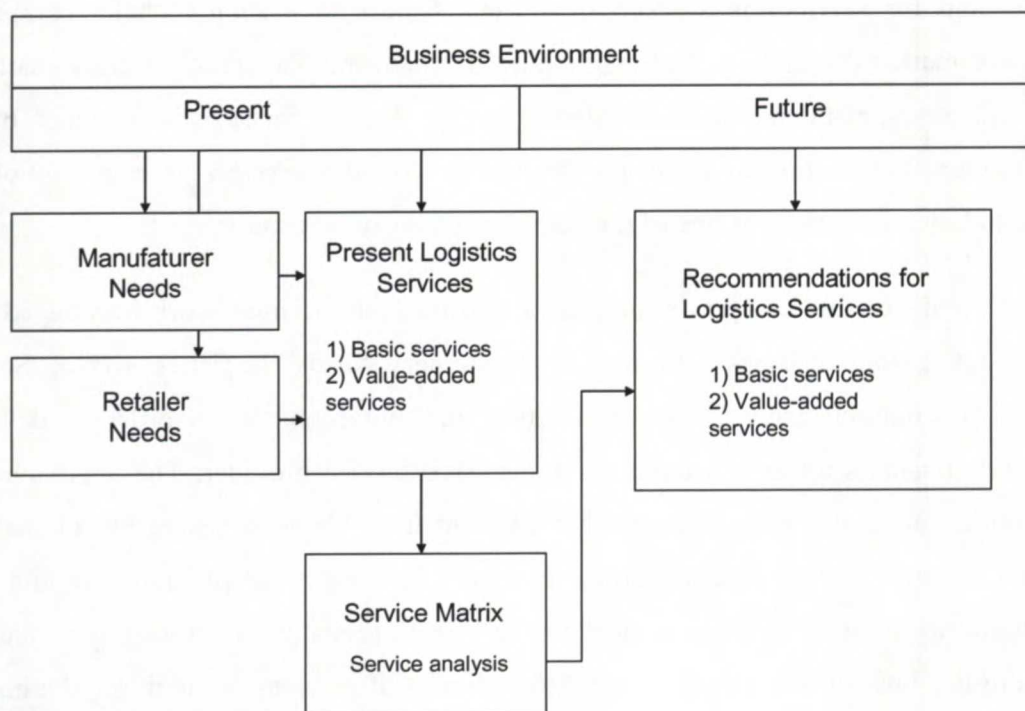 Business Environment
Present
Future
Manufaturer
Needs
Present Logistics
Services
1) Basic services
2) Value-added
services
Recommendations for
Logistics Services
1) Basic services
2) Value-added
services
Retailer
Needs
Service Matrix
Service analysis